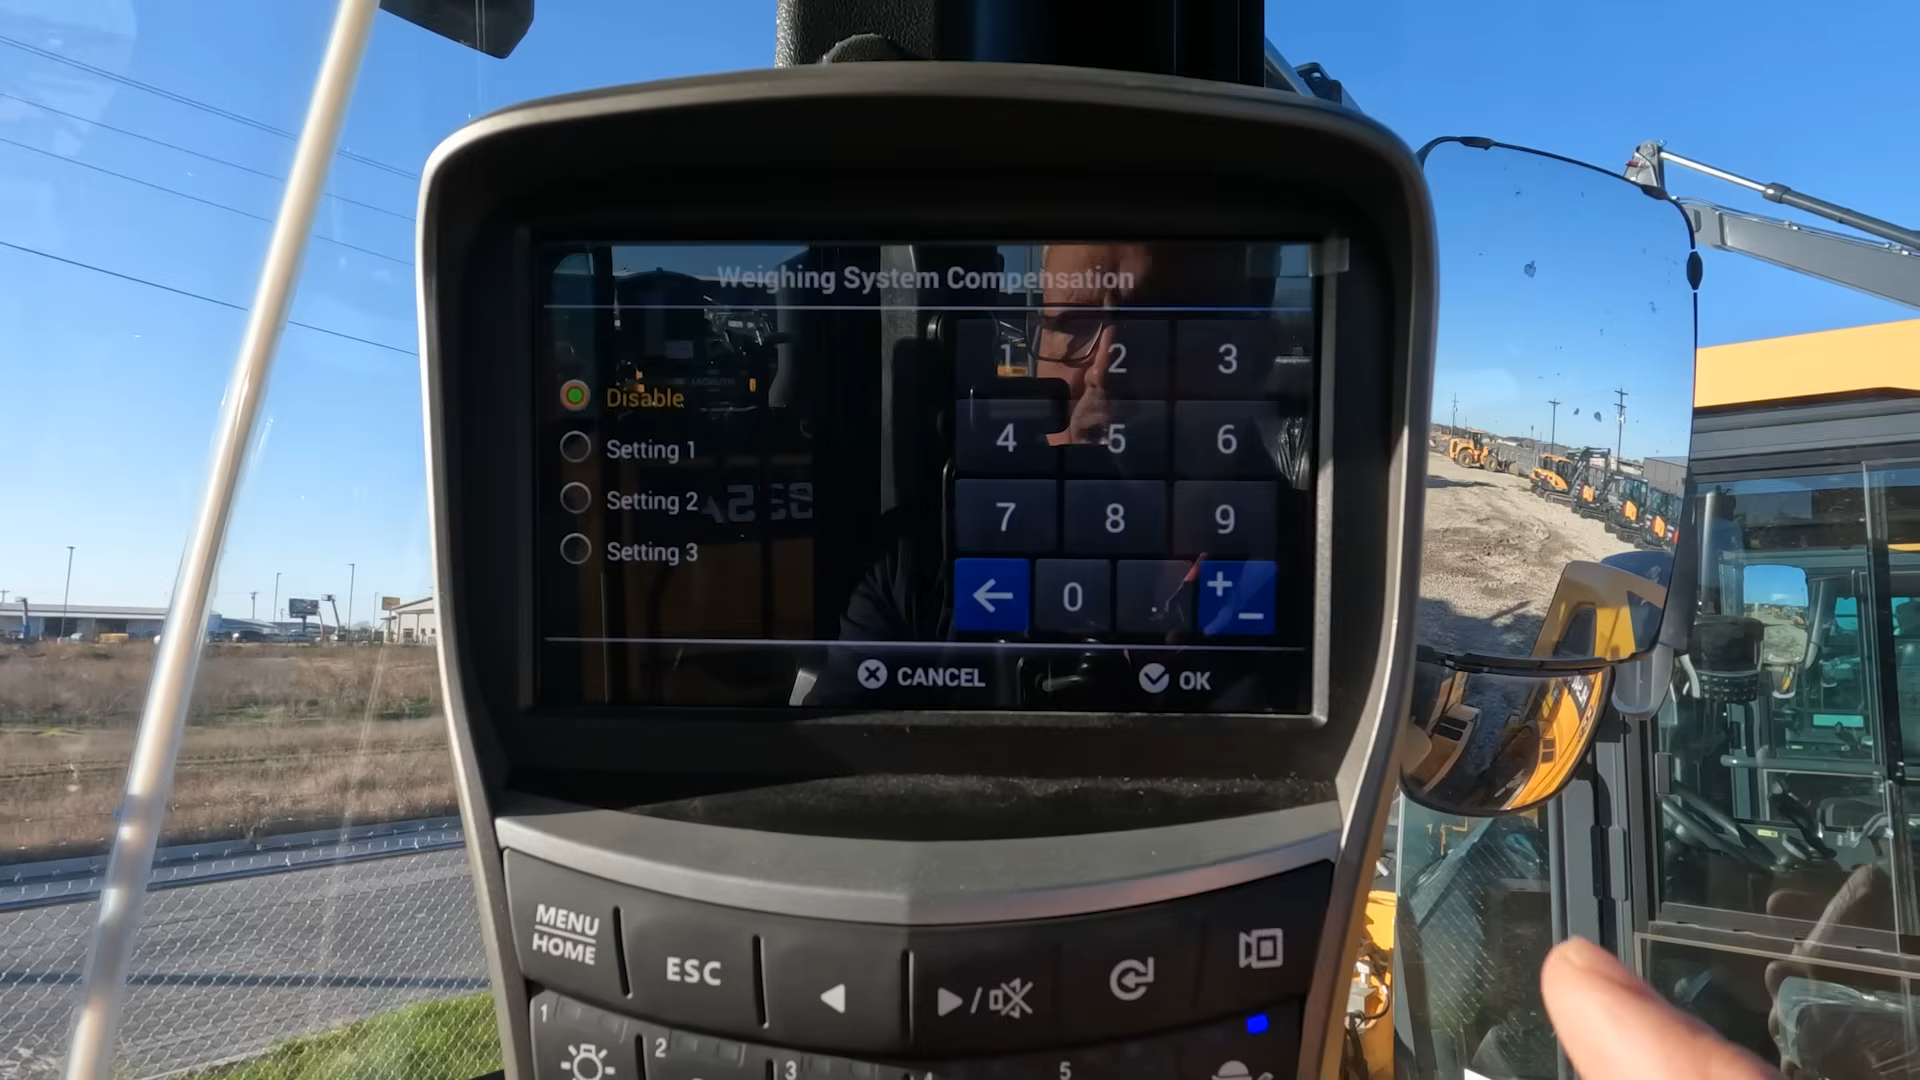 Weighing System Compensation
Disable
Setting 1
Setting 2
Setting 3
1 2 3
4 5 6
7 8 9
0 . + −
CANCEL OK
MENU
HOME
ESC
/
1 2 3 4 5